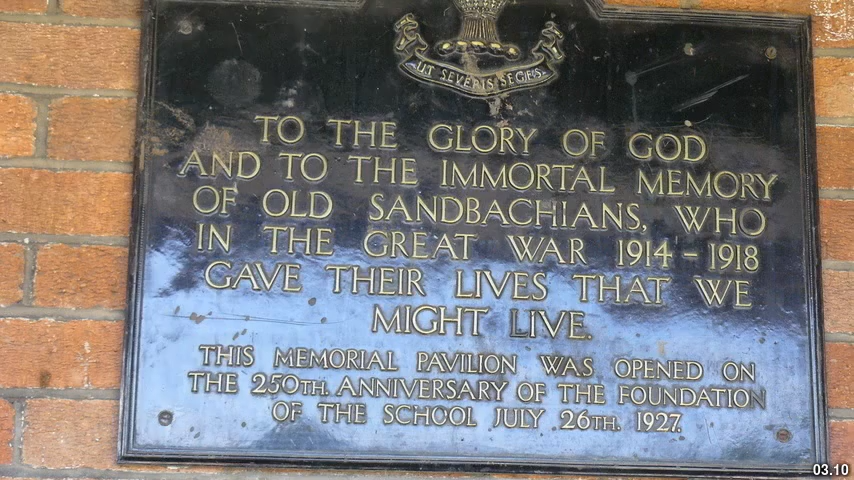 UT SEVERIS SEGES
TO THE GLORY OF GOD
AND TO THE IMMORTAL MEMORY
OF OLD SANDBACHIANS, WHO
IN THE GREAT WAR 1914 – 1918
GAVE THEIR LIVES THAT WE
MIGHT LIVE.
THIS MEMORIAL PAVILION WAS OPENED ON
THE 250TH. ANNIVERSARY OF THE FOUNDATION
OF THE SCHOOL JULY 26TH. 1927.
03.10